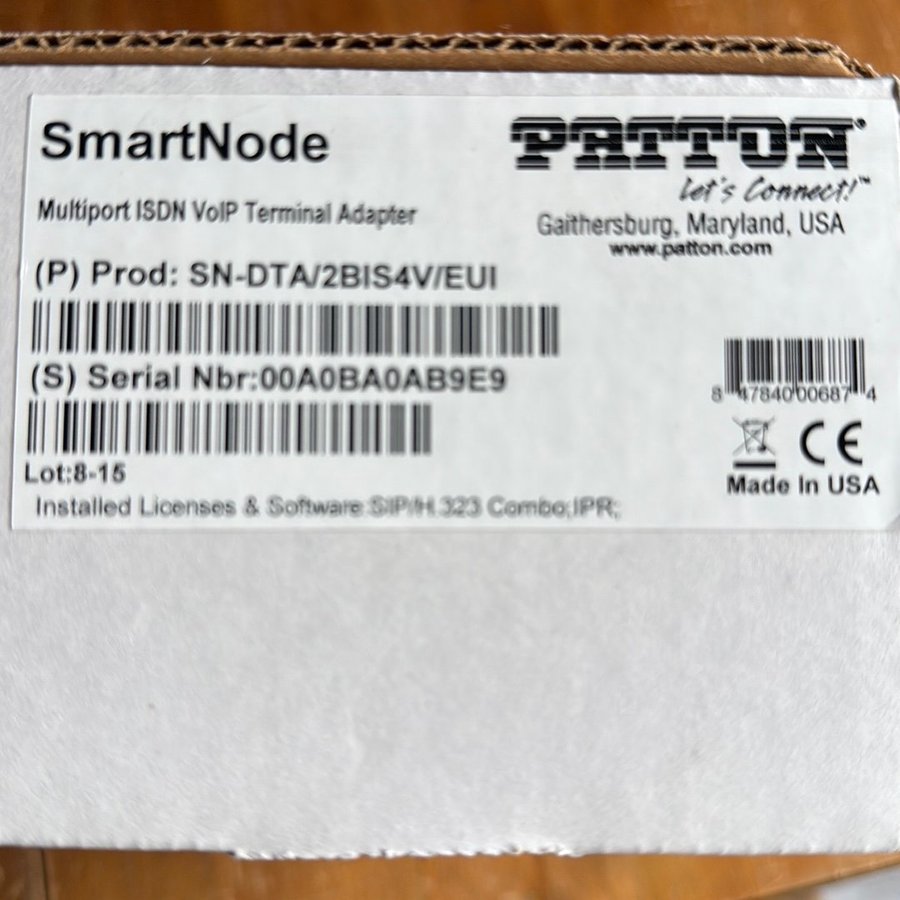 SmartNode
PATTON
Let's Connect!™
Multiport ISDN VoIP Terminal Adapter
Gaithersburg, Maryland, USA
www.patton.com
(P) Prod: SN-DTA/2BIS4V/EUI
(S) Serial Nbr:00A0BA0AB9E9
8 47840 00687 4
Lot:8-15
CE
Made In USA
Installed Licenses & Software:SIP/H.323 Combo;IPR;